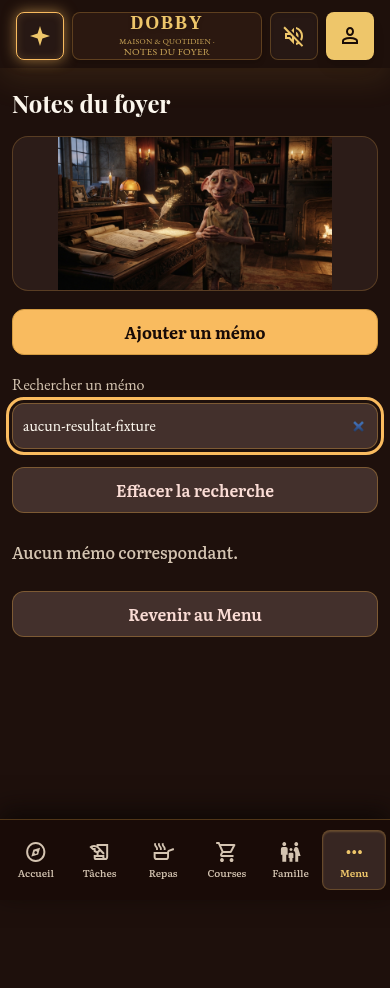 DOBBY
MAISON & QUOTIDIEN ·
NOTES DU FOYER
Notes du foyer
Ajouter un mémo
Rechercher un mémo
aucun-resultat-fixture
Effacer la recherche
Aucun mémo correspondant.
Revenir au Menu
Accueil
Tâches
Repas
Courses
Famille
Menu